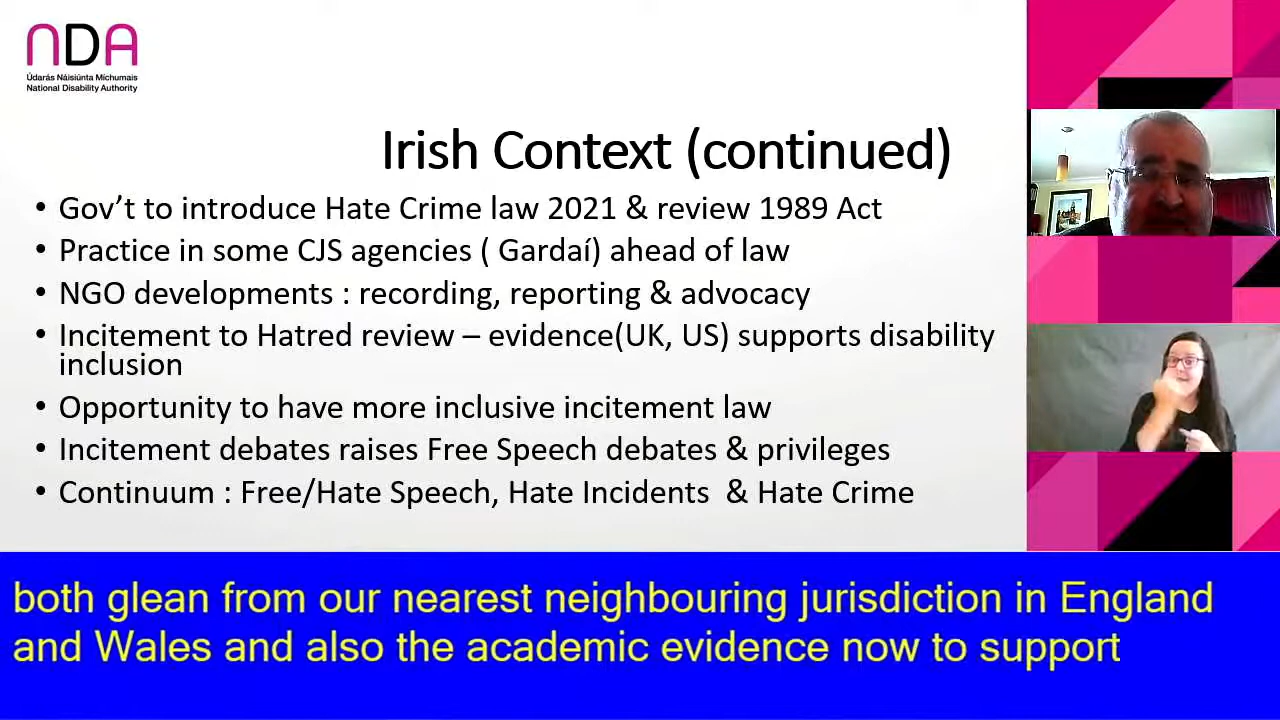 NDA
Údarás Náisiúnta Míchumais
National Disability Authority
Irish Context (continued)
• Gov’t to introduce Hate Crime law 2021 & review 1989 Act
• Practice in some CJS agencies ( Gardaí) ahead of law
• NGO developments : recording, reporting & advocacy
• Incitement to Hatred review – evidence(UK, US) supports disability
inclusion
• Opportunity to have more inclusive incitement law
• Incitement debates raises Free Speech debates & privileges
• Continuum : Free/Hate Speech, Hate Incidents & Hate Crime
both glean from our nearest neighbouring jurisdiction in England
and Wales and also the academic evidence now to support